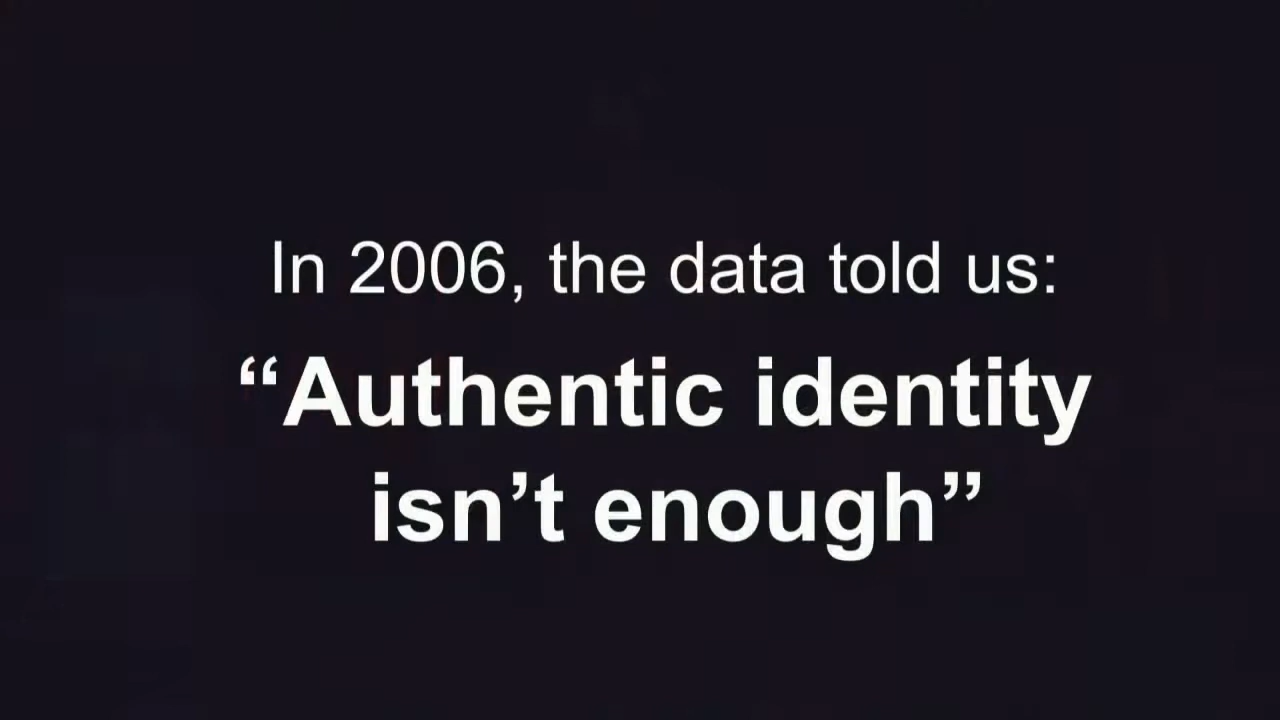 In 2006, the data told us:
“Authentic identity
isn’t enough”